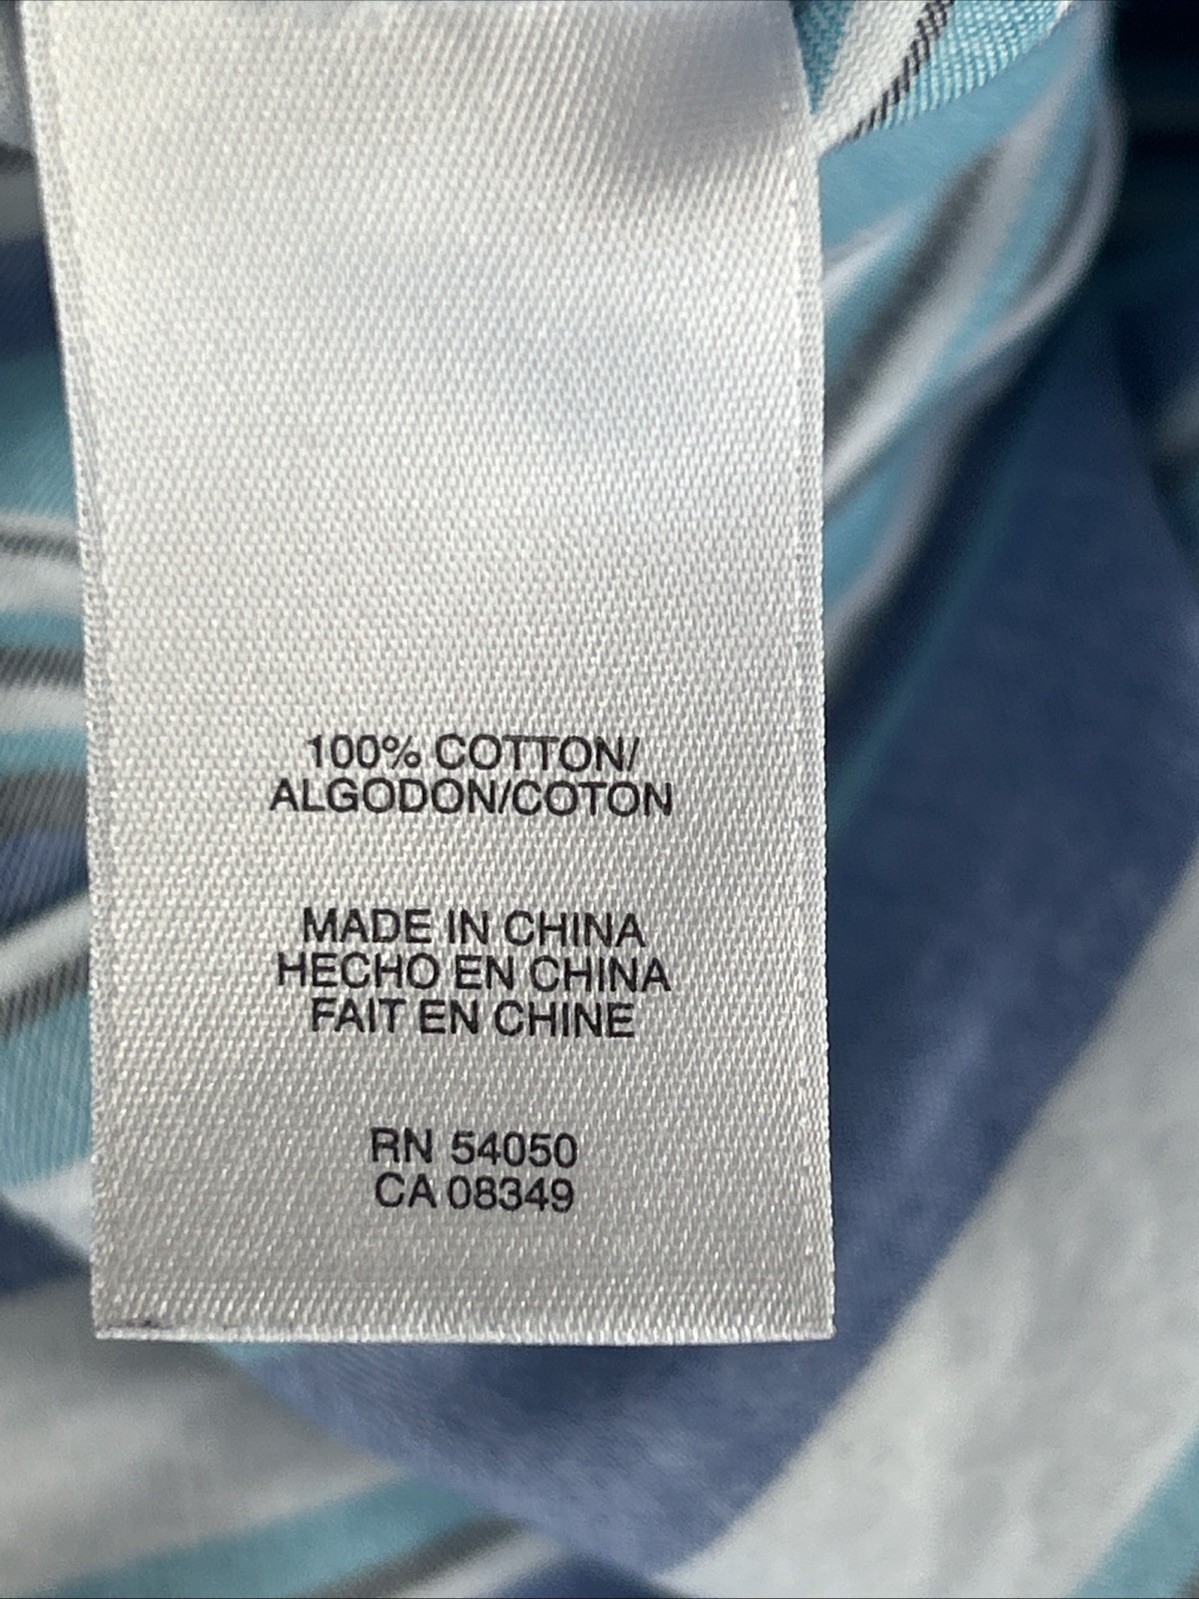 100% COTTON/
ALGODON/COTON
MADE IN CHINA
HECHO EN CHINA
FAIT EN CHINE
RN 54050
CA 08349